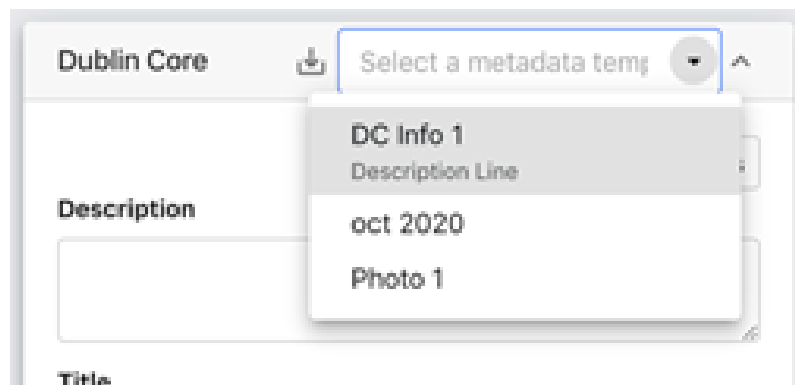 Dublin Core
Select a metadata temp
DC Info 1
Description Line
Description
oct 2020
Photo 1
Title